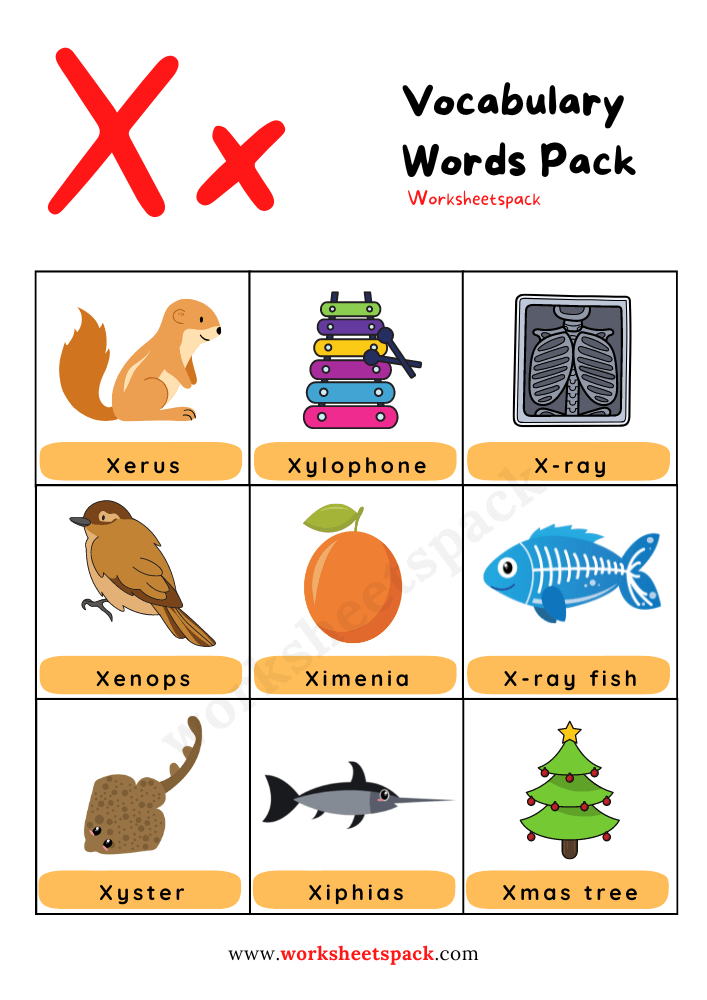 X x
Vocabulary
Words Pack
Worksheetspack
Xerus
Xylophone
X-ray
Xenops
Ximenia
X-ray fish
Xyster
Xiphias
Xmas tree
worksheetspack
www.worksheetspack.com